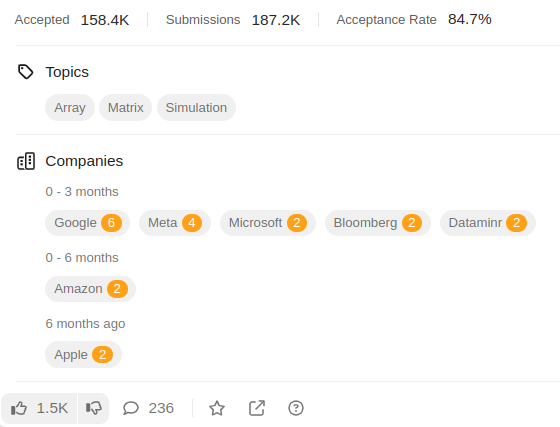 Accepted 158.4K Submissions 187.2K Acceptance Rate 84.7%
Topics
Array Matrix Simulation
Companies
0 - 3 months
Google 6 Meta 4 Microsoft 2 Bloomberg 2 Dataminr 2
0 - 6 months
Amazon 2
6 months ago
Apple 2
1.5K 236